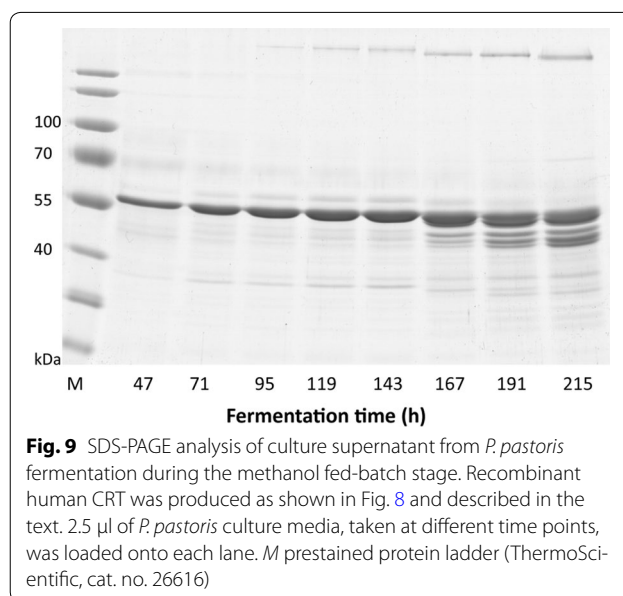 100
70
55
40
kDa
M 47 71 95 119 143 167 191 215
Fermentation time (h)
Fig. 9 SDS-PAGE analysis of culture supernatant from P. pastoris
fermentation during the methanol fed-batch stage. Recombinant
human CRT was produced as shown in Fig. 8 and described in the
text. 2.5 µl of P. pastoris culture media, taken at different time points,
was loaded onto each lane. M prestained protein ladder (ThermoSci-
entific, cat. no. 26616)